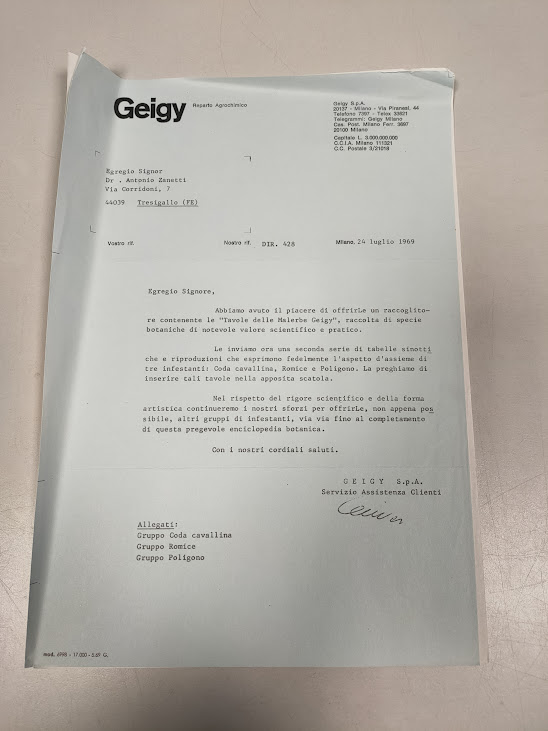 Geigy Reparto Agrochimico
Geigy S.p.A.
20137 - Milano - Via Piranesi, 44
Telefono 7397 - Telex 33821
Telegrammi: Geigy Milano
Cas. Post. Milano Ferr. 3697
20100 Milano
Capitale L. 3.000.000.000
C.C.I.A. Milano 111321
C.C. Postale 3/21018
Egregio Signor
Dr . Antonio Zanetti
Via Corridoni, 7
44039 Tresigallo (FE)
Vostro rif. Nostro rif. DIR. 428 Milano, 24 luglio 1969
Egregio Signore,
Abbiamo avuto il piacere di offrirLe un raccoglito-
re contenente le "Tavole delle Malerbe Geigy", raccolta di specie
botaniche di notevole valore scientifico e pratico.
Le inviamo ora una seconda serie di tabelle sinotti
che e riproduzioni che esprimono fedelmente l'aspetto d'assieme di
tre infestanti: Coda cavallina, Romice e Poligono. La preghiamo di
inserire tali tavole nella apposita scatola.
Nel rispetto del rigore scientifico e della forma
artistica continueremo i nostri sforzi per offrirLe, non appena pos
sibile, altri gruppi di infestanti, via via fino al completamento
di questa pregevole enciclopedia botanica.
Con i nostri cordiali saluti.
G E I G Y S.p.A.
Servizio Assistenza Clienti
Allegati:
Gruppo Coda cavallina
Gruppo Romice
Gruppo Poligono
mod. 6198 - 17.000 - 5.69 G.